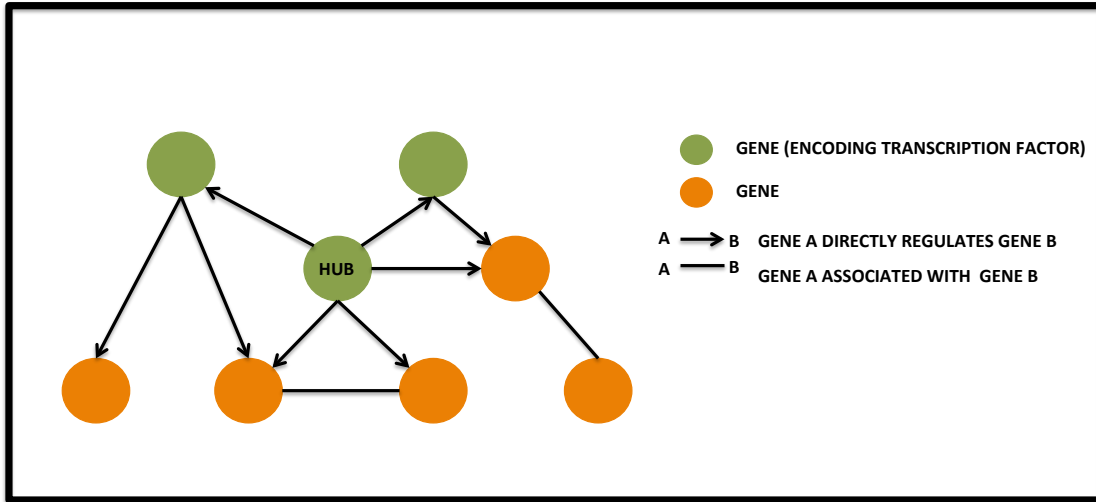 HUB
GENE (ENCODING TRANSCRIPTION FACTOR)
GENE
A B GENE A DIRECTLY REGULATES GENE B
A B GENE A ASSOCIATED WITH GENE B